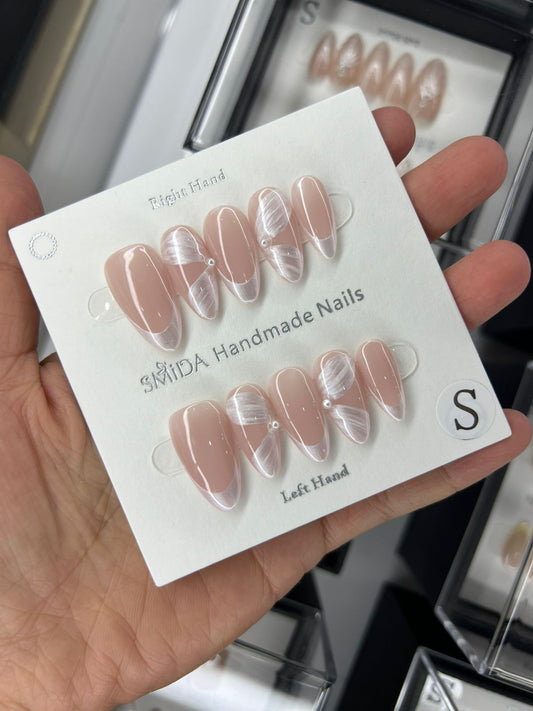 S
Right Hand
SMIDA Handmade Nails
S
Left Hand